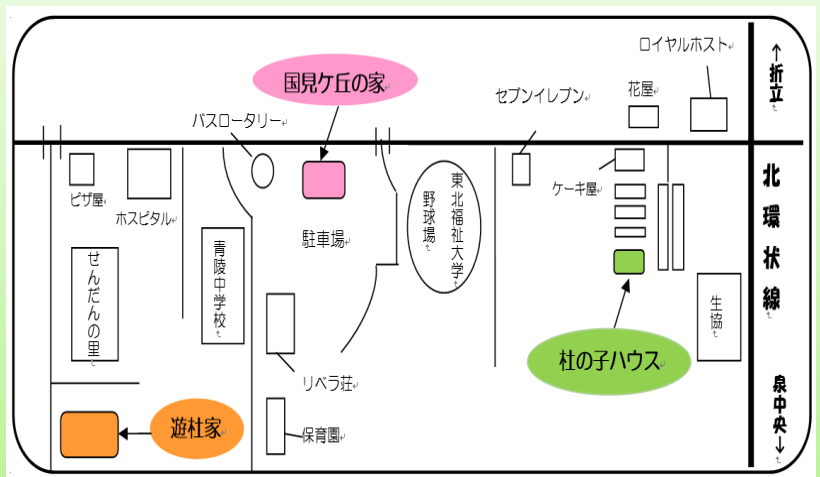 ロイヤルホスト
↑折立
国見ケ丘の家
セブンイレブン
花屋
バスロータリー
ピザ屋
ホスピタル
ケーキ屋
北環状線
東北福祉大学
野球場
駐車場
青陵中学校
せんだんの里
生協
杜の子ハウス
リベラ荘
泉中央↓
遊杜家
保育園